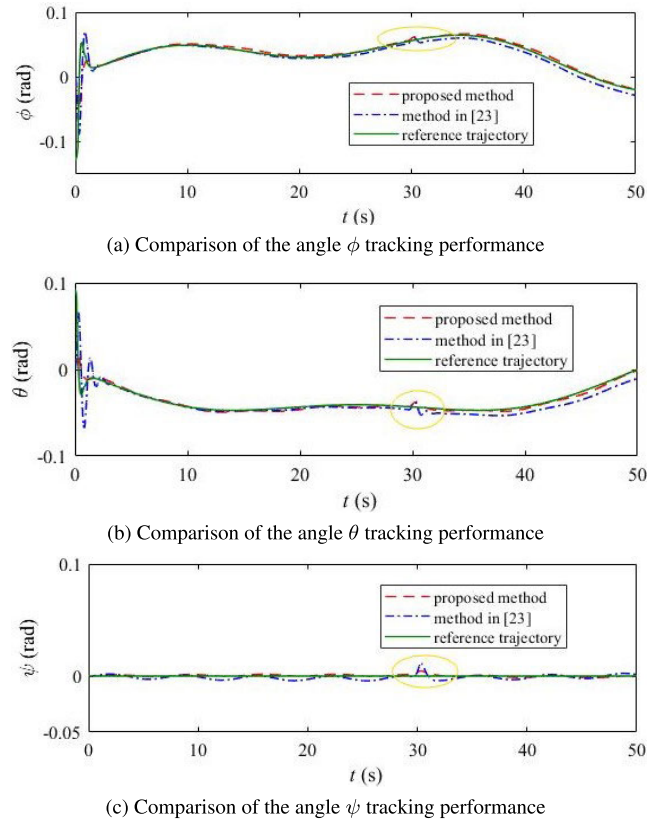 0.1
0
-0.1
ϕ (rad)
proposed method
method in [23]
reference trajectory
0 10 20 30 40 50
t (s)
(a) Comparison of the angle ϕ tracking performance
0.1
0
-0.1
θ (rad)
proposed method
method in [23]
reference trajectory
0 10 20 30 40 50
t (s)
(b) Comparison of the angle θ tracking performance
0.1
0
-0.05
ψ (rad)
proposed method
method in [23]
reference trajectory
0 10 20 30 40 50
t (s)
(c) Comparison of the angle ψ tracking performance